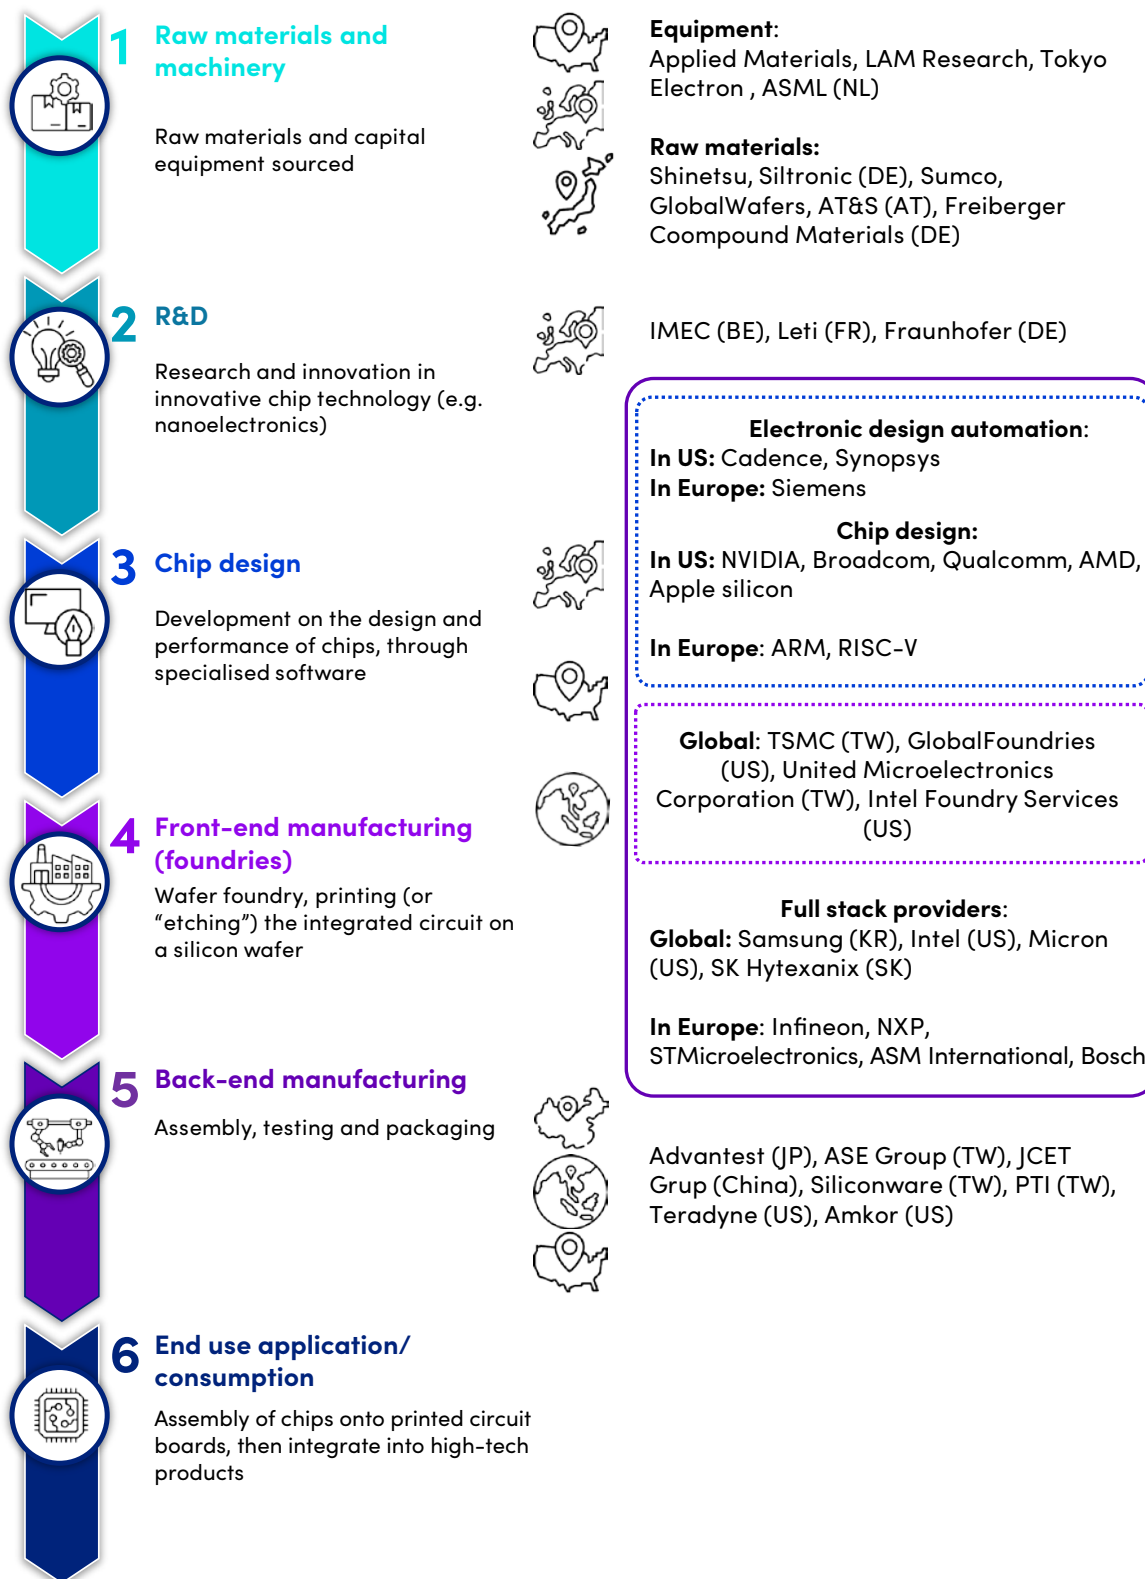 1
Raw materials and
machinery
Raw materials and capital
equipment sourced
Equipment:
Applied Materials, LAM Research, Tokyo
Electron , ASML (NL)
Raw materials:
Shinetsu, Siltronic (DE), Sumco,
GlobalWafers, AT&S (AT), Freiberger
Coompound Materials (DE)
2
R&D
Research and innovation in
innovative chip technology (e.g.
nanoelectronics)
IMEC (BE), Leti (FR), Fraunhofer (DE)
3
Chip design
Development on the design and
performance of chips, through
specialised software
Electronic design automation:
In US: Cadence, Synopsys
In Europe: Siemens
Chip design:
In US: NVIDIA, Broadcom, Qualcomm, AMD,
Apple silicon
In Europe: ARM, RISC-V
4
Front-end manufacturing
(foundries)
Wafer foundry, printing (or
“etching”) the integrated circuit on
a silicon wafer
Global: TSMC (TW), GlobalFoundries
(US), United Microelectronics
Corporation (TW), Intel Foundry Services
(US)
Full stack providers:
Global: Samsung (KR), Intel (US), Micron
(US), SK Hytexanix (SK)
In Europe: Infineon, NXP,
STMicroelectronics, ASM International, Bosch
5
Back-end manufacturing
Assembly, testing and packaging
Advantest (JP), ASE Group (TW), JCET
Grup (China), Siliconware (TW), PTI (TW),
Teradyne (US), Amkor (US)
6
End use application/
consumption
Assembly of chips onto printed circuit
boards, then integrate into high-tech
products